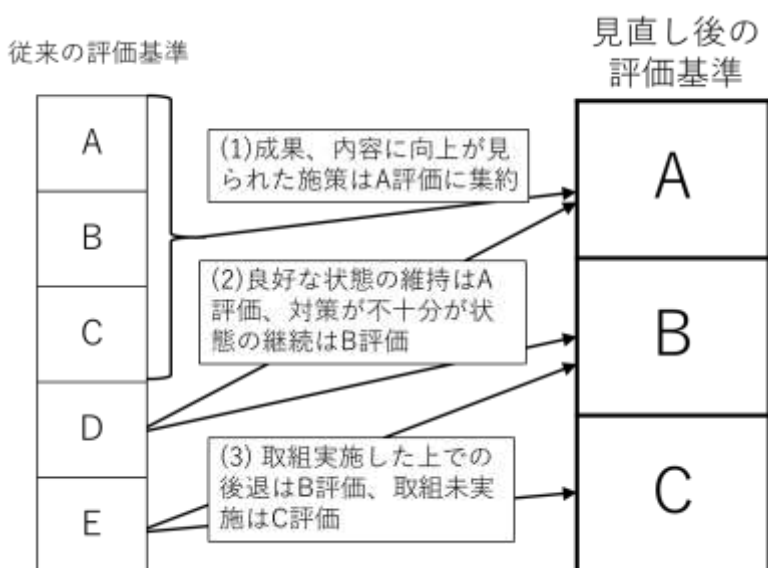 従来の評価基準
見直し後の
評価基準
A
B
C
D
E
(1)成果、内容に向上が見
られた施策はA評価に集約
(2)良好な状態の維持はA
評価、対策が不十分が状
態の継続はB評価
(3) 取組実施した上での
後退はB評価、取組未実
施はC評価
A
B
C